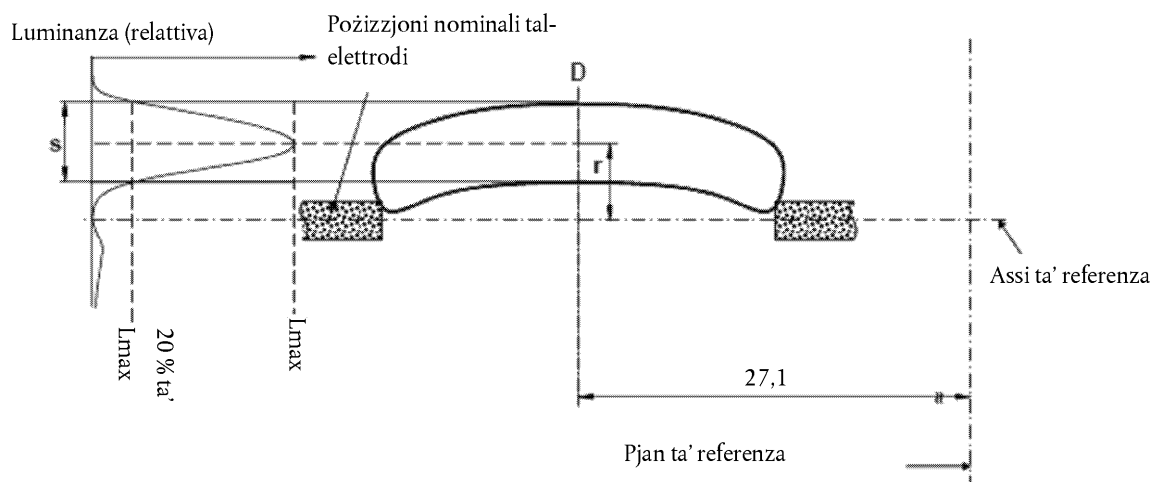 Luminanza (relattiva)
Pożizzjoni nominali tal-
elettrodi
D
s
r
Assi ta’ referenza
Lmax
20 % ta’
Lmax
27,1
Pjan ta’ referenza